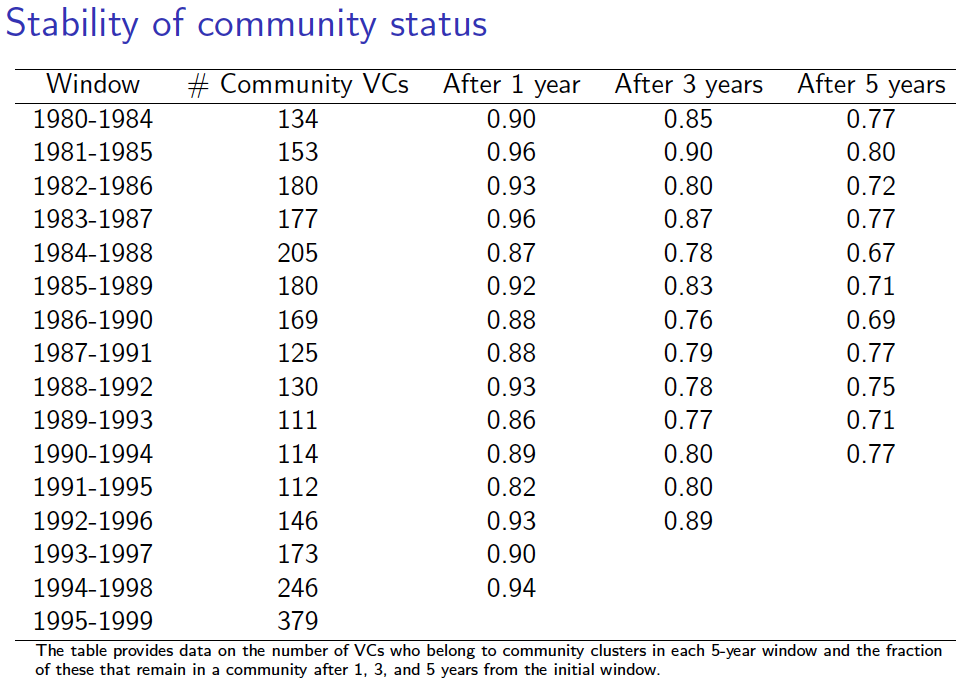 Stability of community status
Window # Community VCs After 1 year After 3 years After 5 years
1980-1984 134 0.90 0.85 0.77
1981-1985 153 0.96 0.90 0.80
1982-1986 180 0.93 0.80 0.72
1983-1987 177 0.96 0.87 0.77
1984-1988 205 0.87 0.78 0.67
1985-1989 180 0.92 0.83 0.71
1986-1990 169 0.88 0.76 0.69
1987-1991 125 0.88 0.79 0.77
1988-1992 130 0.93 0.78 0.75
1989-1993 111 0.86 0.77 0.71
1990-1994 114 0.89 0.80 0.77
1991-1995 112 0.82 0.80
1992-1996 146 0.93 0.89
1993-1997 173 0.90
1994-1998 246 0.94
1995-1999 379
The table provides data on the number of VCs who belong to community clusters in each 5-year window and the fraction
of these that remain in a community after 1, 3, and 5 years from the initial window.